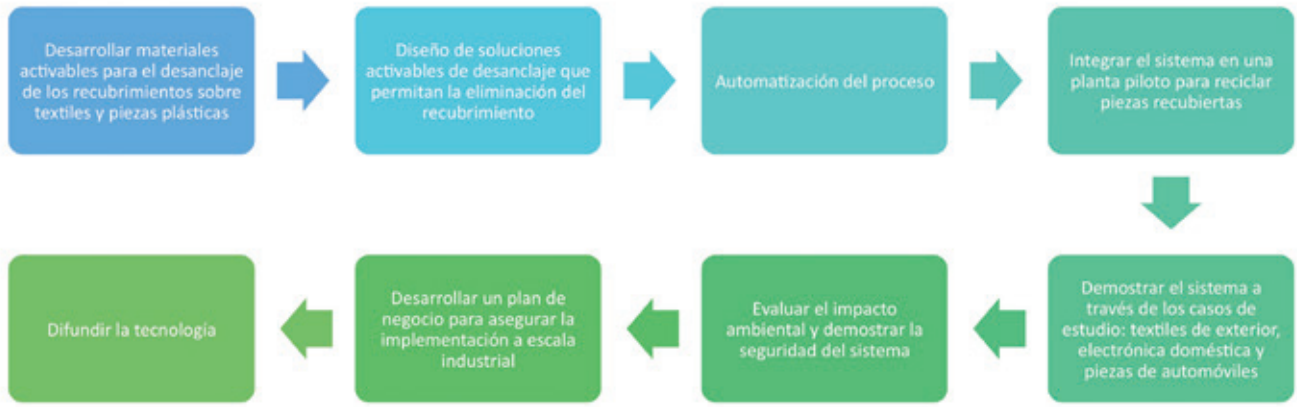 Desarrollar materiales
activables para el desanclaje
de los recubrimientos sobre
textiles y piezas plásticas
Diseño de soluciones
activables de desanclaje que
permitan la eliminación del
recubrimiento
Automatización del proceso
Integrar el sistema en una
planta piloto para reciclar
piezas recubiertas
Demostrar el sistema a
través de los casos de
estudio: textiles de exterior,
electrónica doméstica y
piezas de automóviles
Evaluar el impacto
ambiental y demostrar la
seguridad del sistema
Desarrollar un plan de
negocio para asegurar la
implementación a escala
industrial
Difundir la tecnología